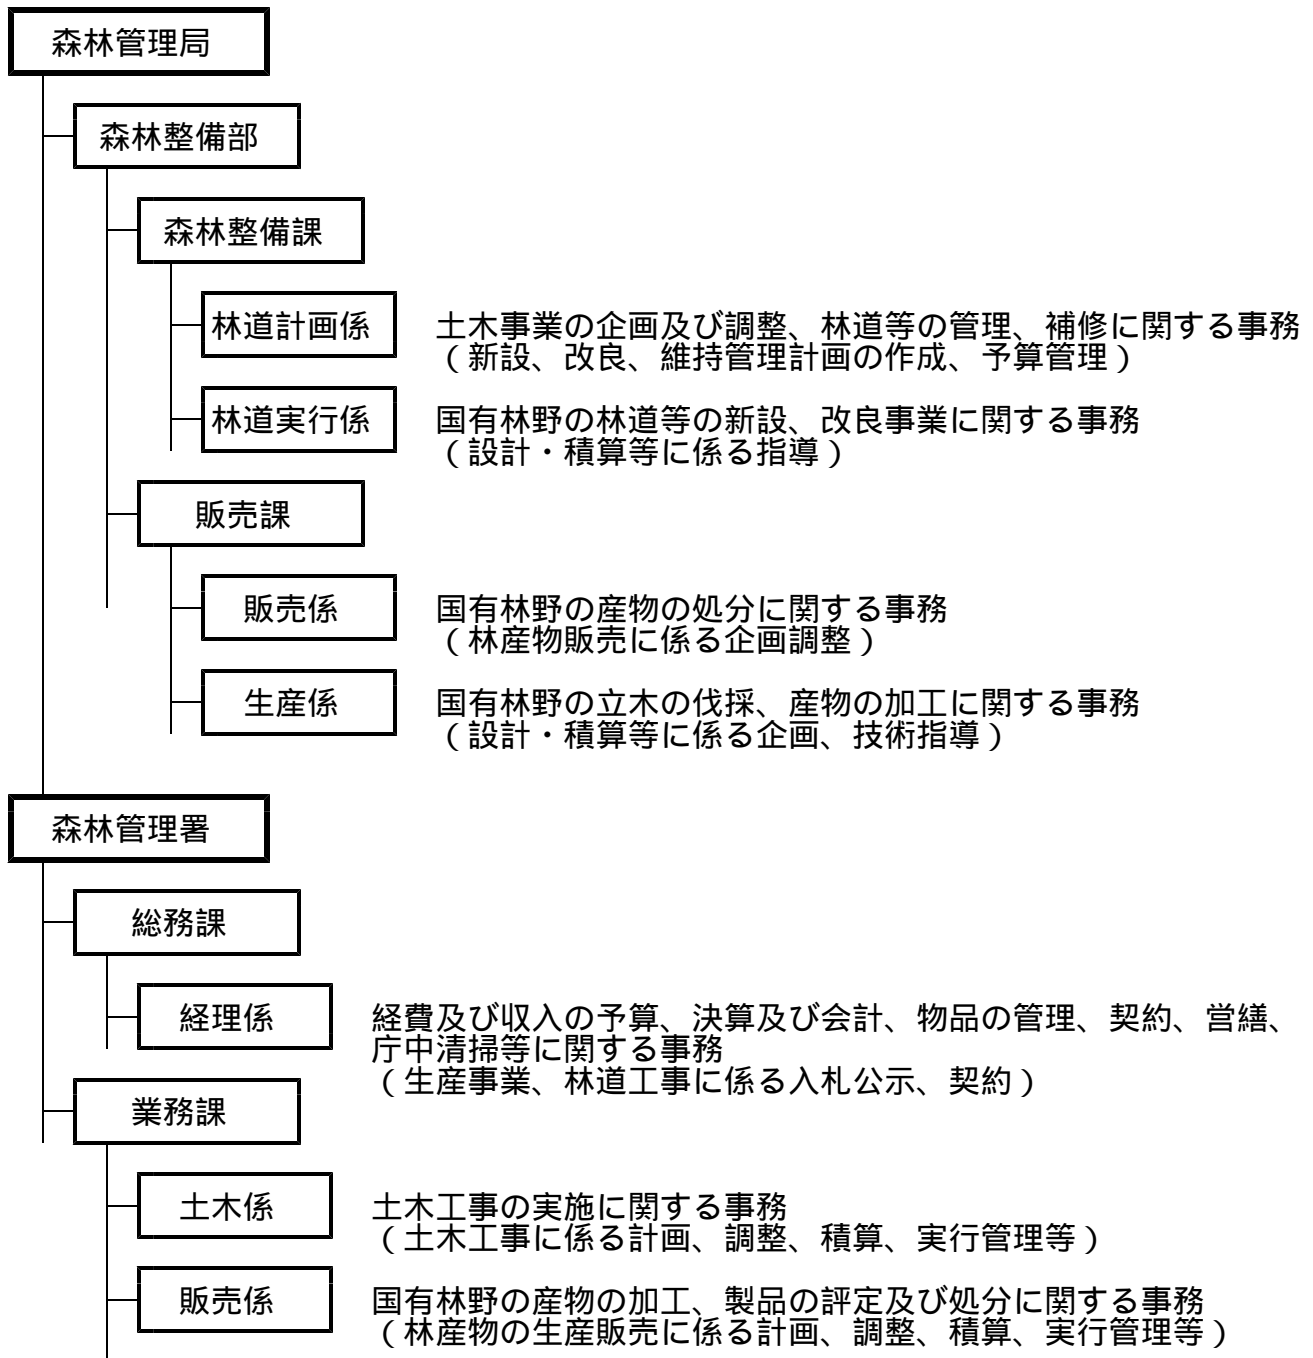 森林管理局
森林整備部
森林整備課
林道計画係
土木事業の企画及び調整、林道等の管理、補修に関する事務
（新設、改良、維持管理計画の作成、予算管理）
林道実行係
国有林野の林道等の新設、改良事業に関する事務
（設計・積算等に係る指導）
販売課
販売係
国有林野の産物の処分に関する事務
（林産物販売に係る企画調整）
生産係
国有林野の立木の伐採、産物の加工に関する事務
（設計・積算等に係る企画、技術指導）
森林管理署
総務課
経理係
経費及び収入の予算、決算及び会計、物品の管理、契約、営繕、
庁中清掃等に関する事務
（生産事業、林道工事に係る入札公示、契約）
業務課
土木係
土木工事の実施に関する事務
（土木工事に係る計画、調整、積算、実行管理等）
販売係
国有林野の産物の加工、製品の評定及び処分に関する事務
（林産物の生産販売に係る計画、調整、積算、実行管理等）